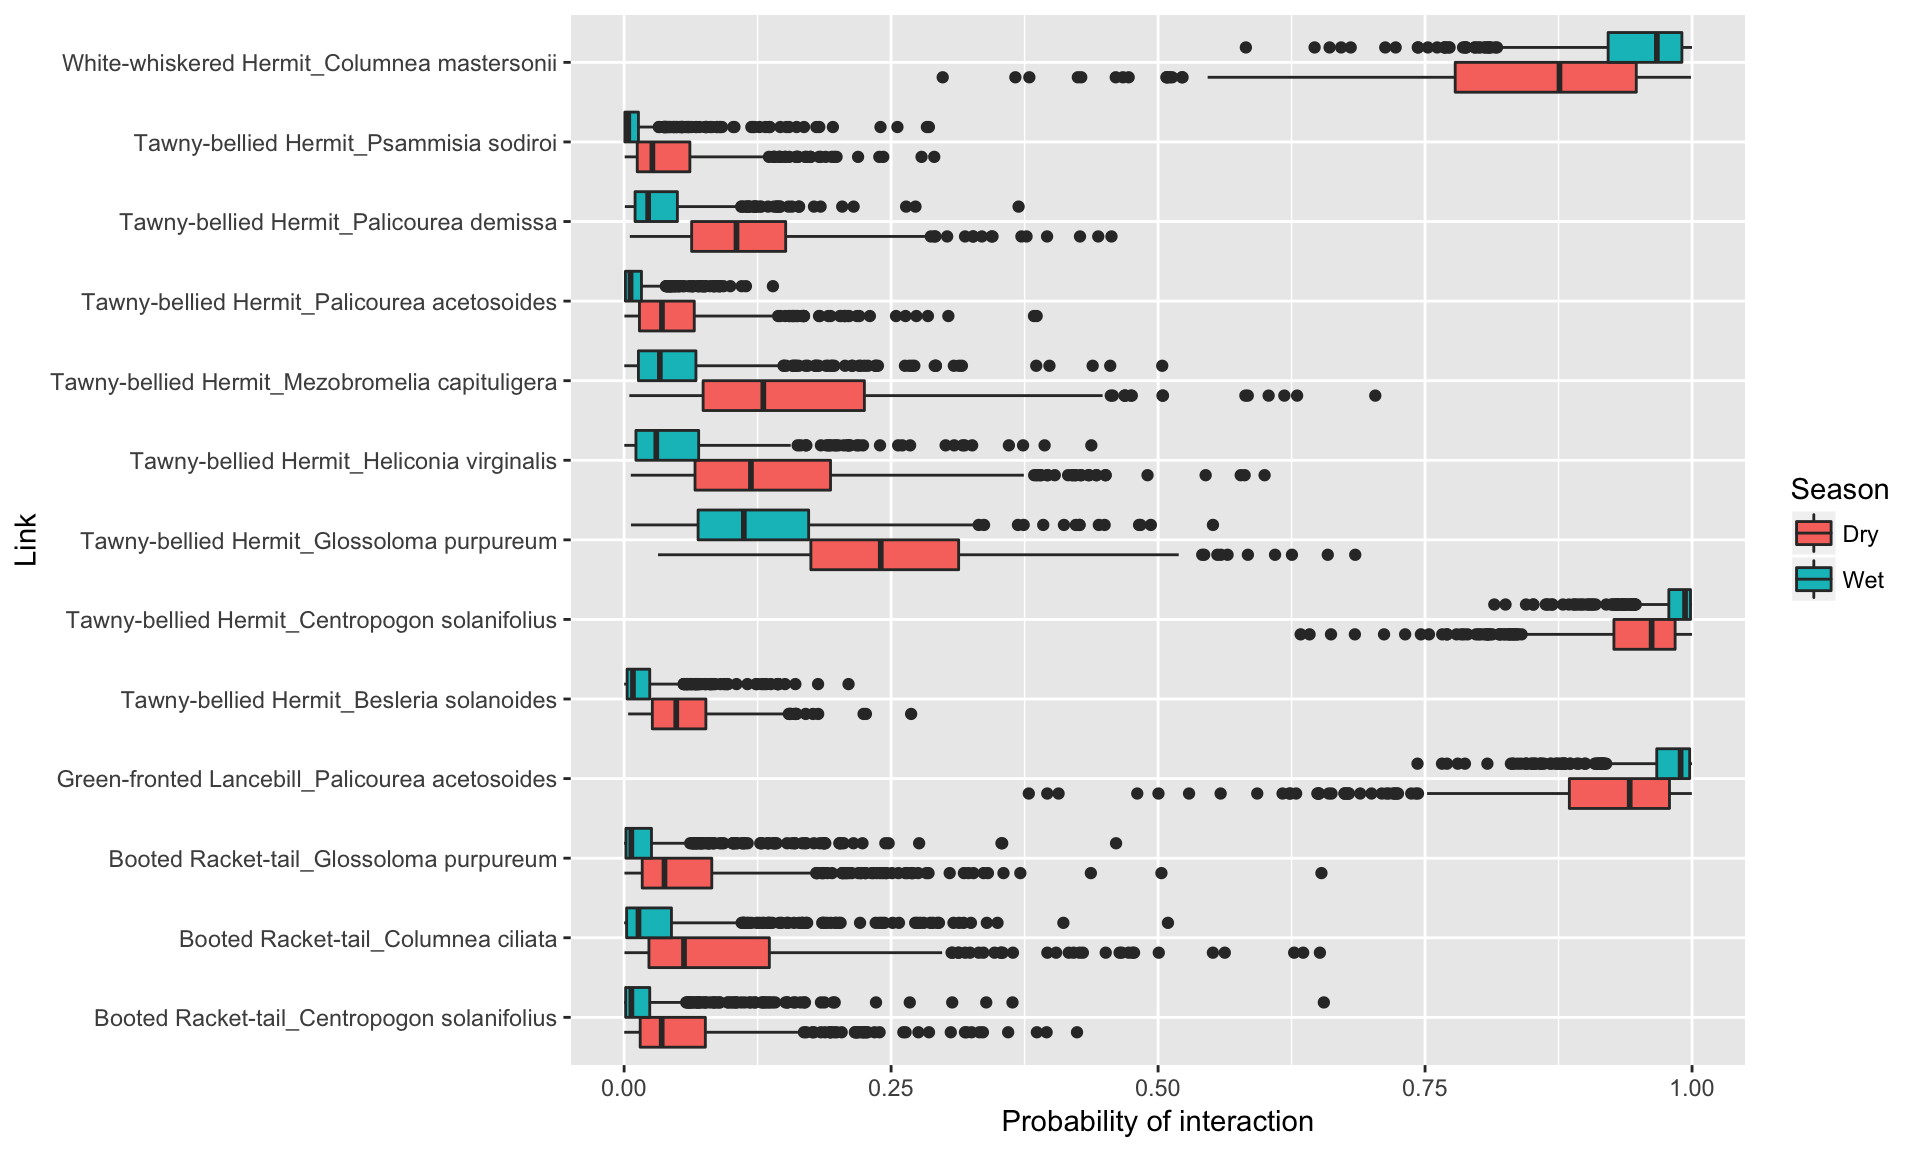 White-whiskered Hermit_Columnea mastersonii
Tawny-bellied Hermit_Psammisia sodiroi
Tawny-bellied Hermit_Palicourea demissa
Tawny-bellied Hermit_Palicourea acetosoides
Tawny-bellied Hermit_Mezobromelia capituligera
Tawny-bellied Hermit_Heliconia virginalis
Tawny-bellied Hermit_Glossoloma purpureum
Tawny-bellied Hermit_Centropogon solanifolius
Tawny-bellied Hermit_Besleria solanoides
Green-fronted Lancebill_Palicourea acetosoides
Booted Racket-tail_Glossoloma purpureum
Booted Racket-tail_Columnea ciliata
Booted Racket-tail_Centropogon solanifolius
Link
0.00 0.25 0.50 0.75 1.00
Probability of interaction
Season
Dry
Wet